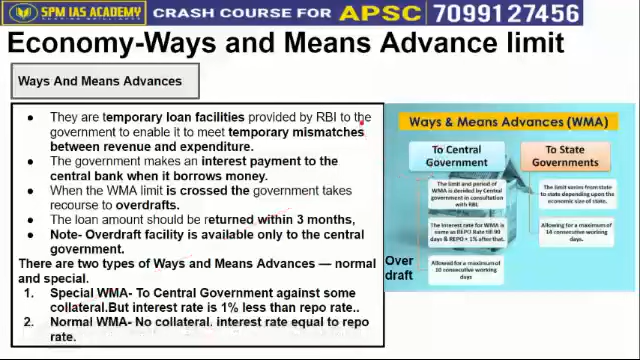 SPM IAS ACADEMY
CRASH COURSE FOR APSC 7099127456
Economy-Ways and Means Advance limit
Ways And Means Advances
● They are temporary loan facilities provided by RBI to the
government to enable it to meet temporary mismatches
between revenue and expenditure.
● The government makes an interest payment to the
central bank when it borrows money.
● When the WMA limit is crossed the government takes
recourse to overdrafts.
● The loan amount should be returned within 3 months,
● Note- Overdraft facility is available only to the central
government.
There are two types of Ways and Means Advances — normal
and special.
1. Special WMA- To Central Government against some
collateral.But interest rate is 1% less than repo rate..
2. Normal WMA- No collateral. interest rate equal to repo
rate.
Ways & Means Advances (WMA)
To Central
Government
The limit and period of
WMA is decided by Central
government in consultation
with RBI.
The interest rate for WMA is
same as REPO Rate till 90
days & REPO + 1% after that.
Over
draft
Allowed for a maximum of
10 consecutive working
days
To State
Governments
The limit varies from state
to state depending upon the
economic size of state.
Allowed for a maximum of
14 consecutive working
days.